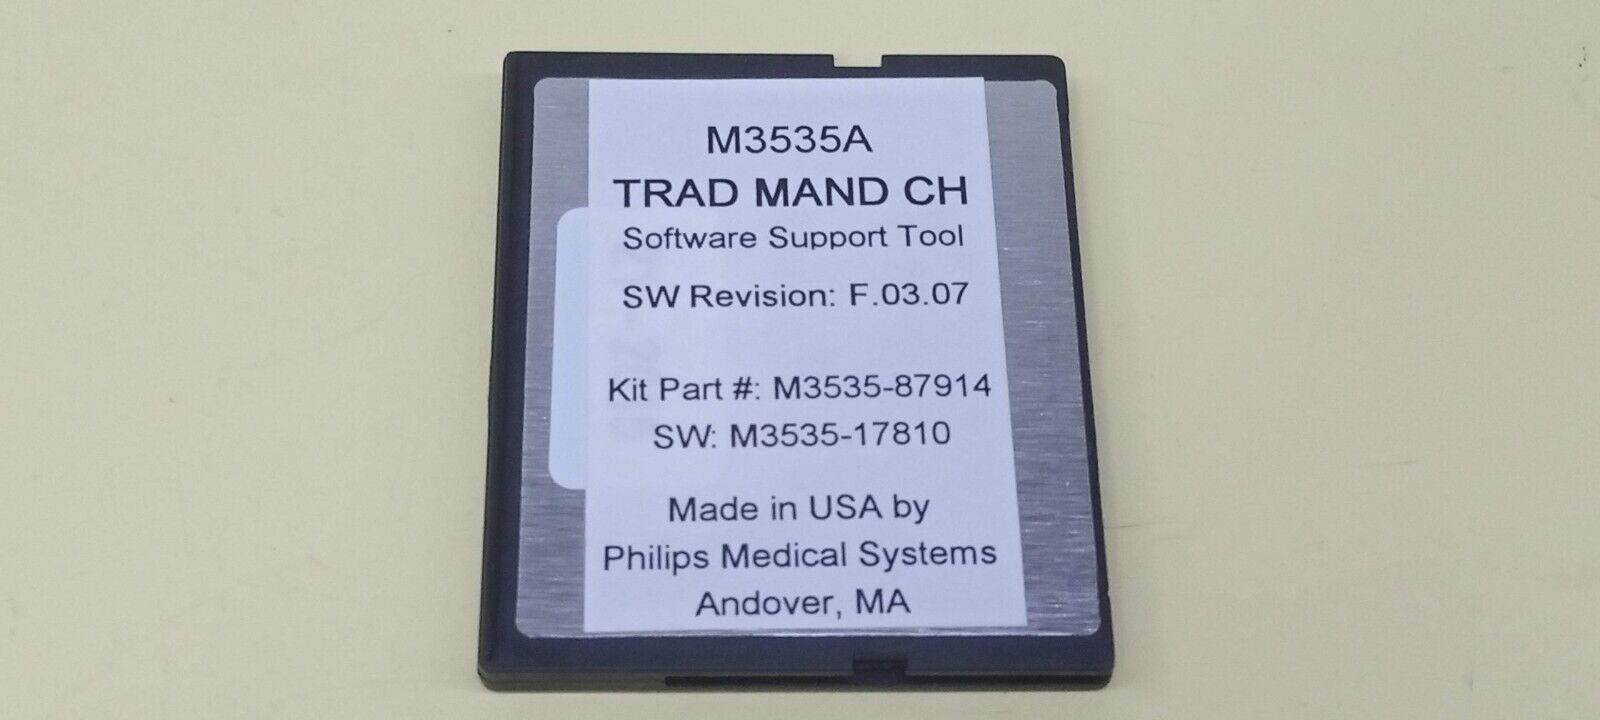 M3535A
TRAD MAND CH
Software Support Tool
SW Revision: F.03.07
Kit Part #: M3535-87914
SW: M3535-17810
Made in USA by
Philips Medical Systems
Andover, MA